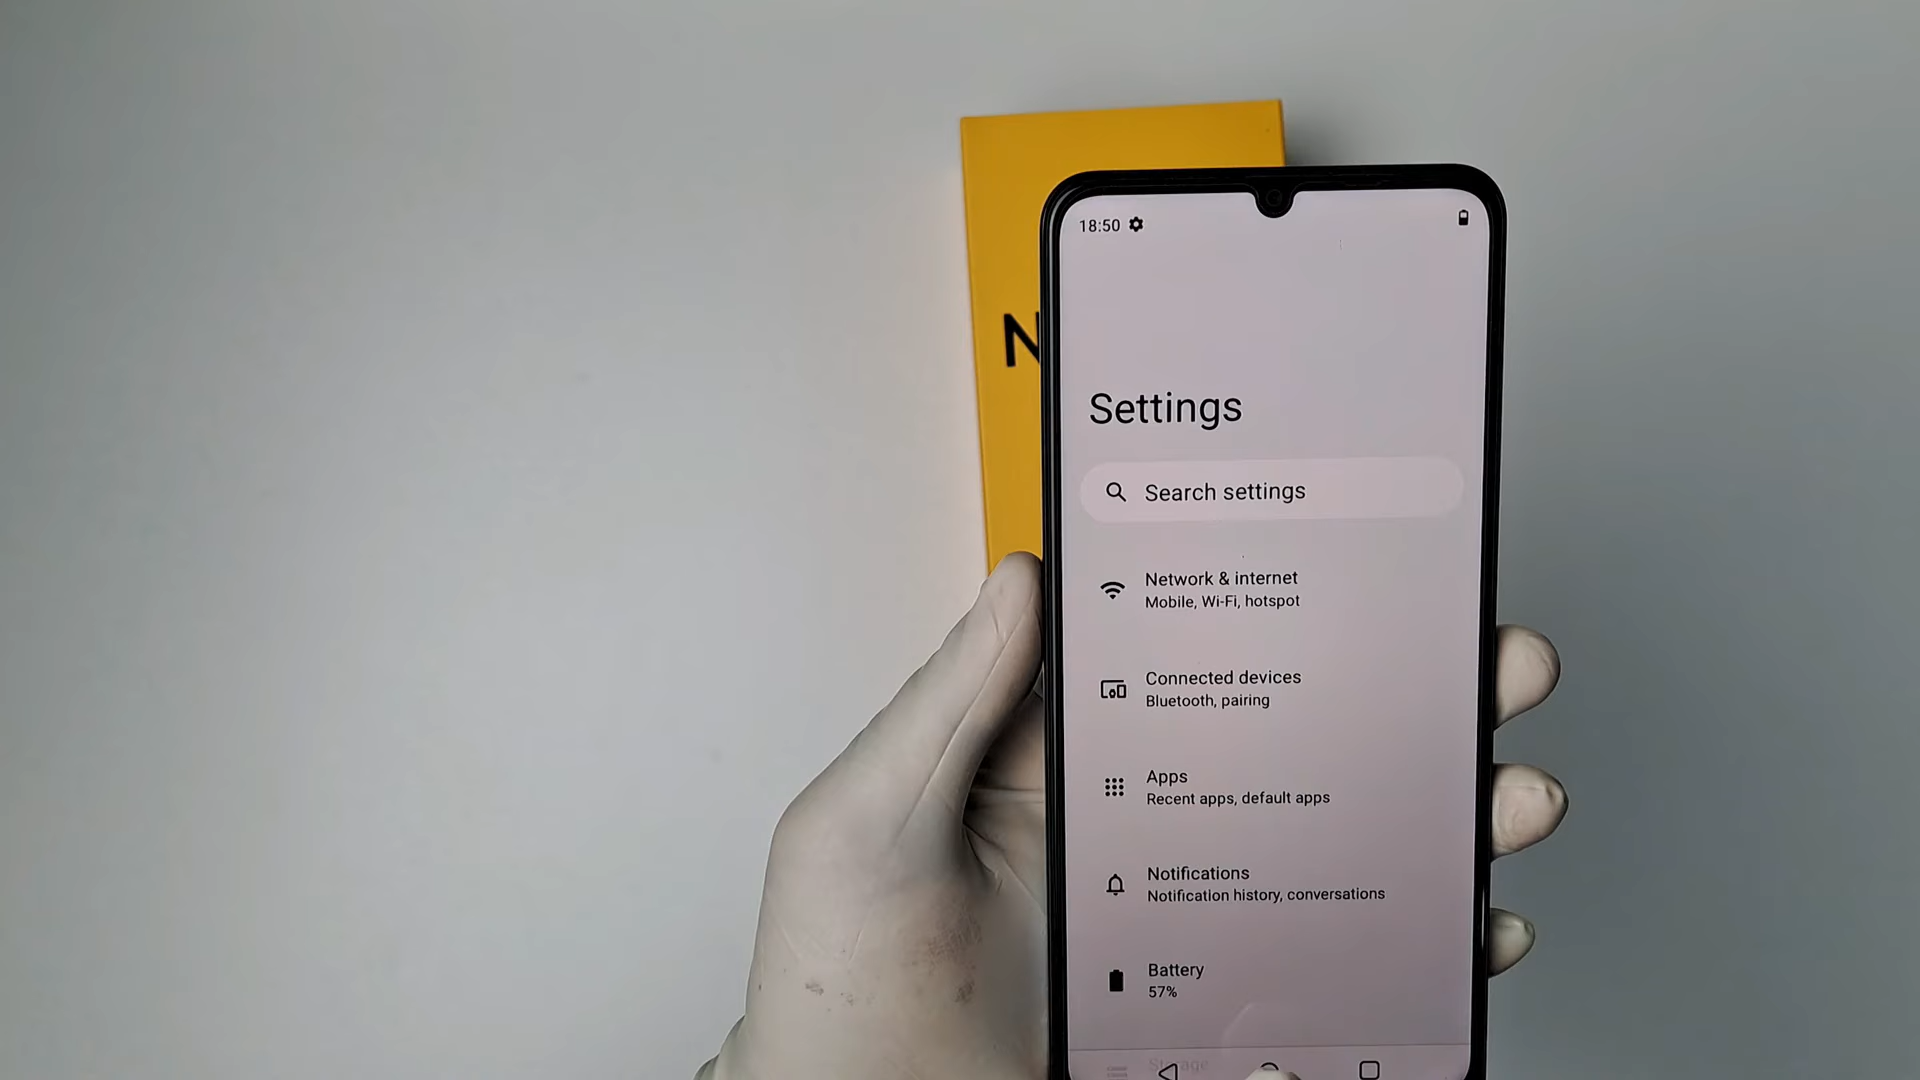 N
18:50
Settings
Search settings
Network & internet
Mobile, Wi-Fi, hotspot
Connected devices
Bluetooth, pairing
Apps
Recent apps, default apps
Notifications
Notification history, conversations
Battery
57%
Storage